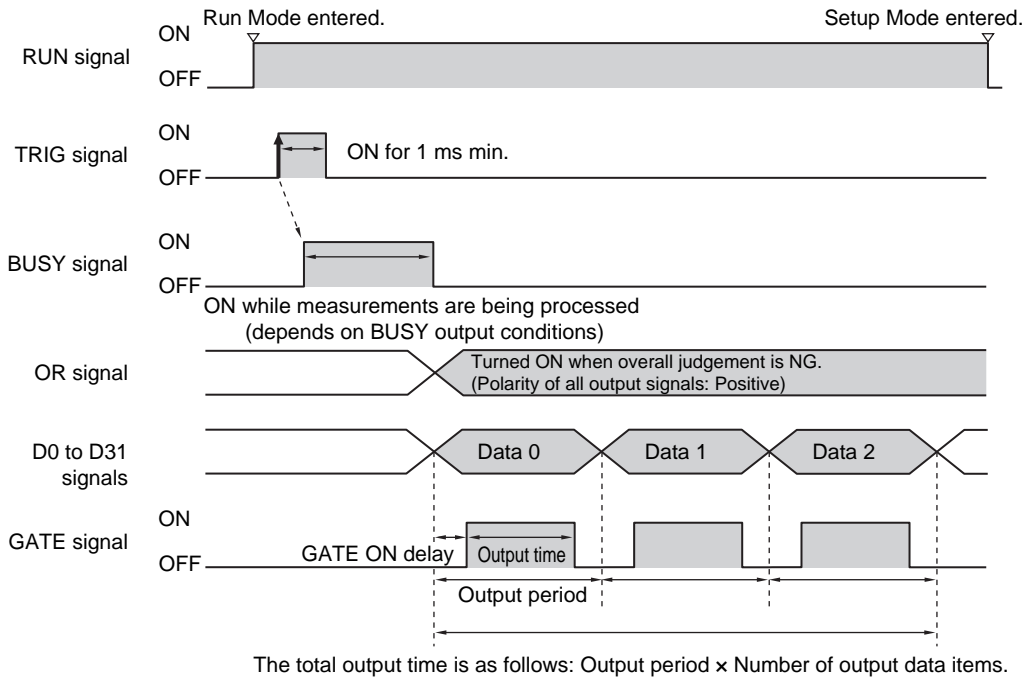 Run Mode entered.
Setup Mode entered.
ON
RUN signal
OFF
ON
TRIG signal
ON for 1 ms min.
OFF
ON
BUSY signal
OFF
ON while measurements are being processed
(depends on BUSY output conditions)
OR signal
Turned ON when overall judgement is NG.
(Polarity of all output signals: Positive)
D0 to D31
signals
Data 0
Data 1
Data 2
ON
GATE signal
GATE ON delay
Output time
OFF
Output period
The total output time is as follows: Output period × Number of output data items.